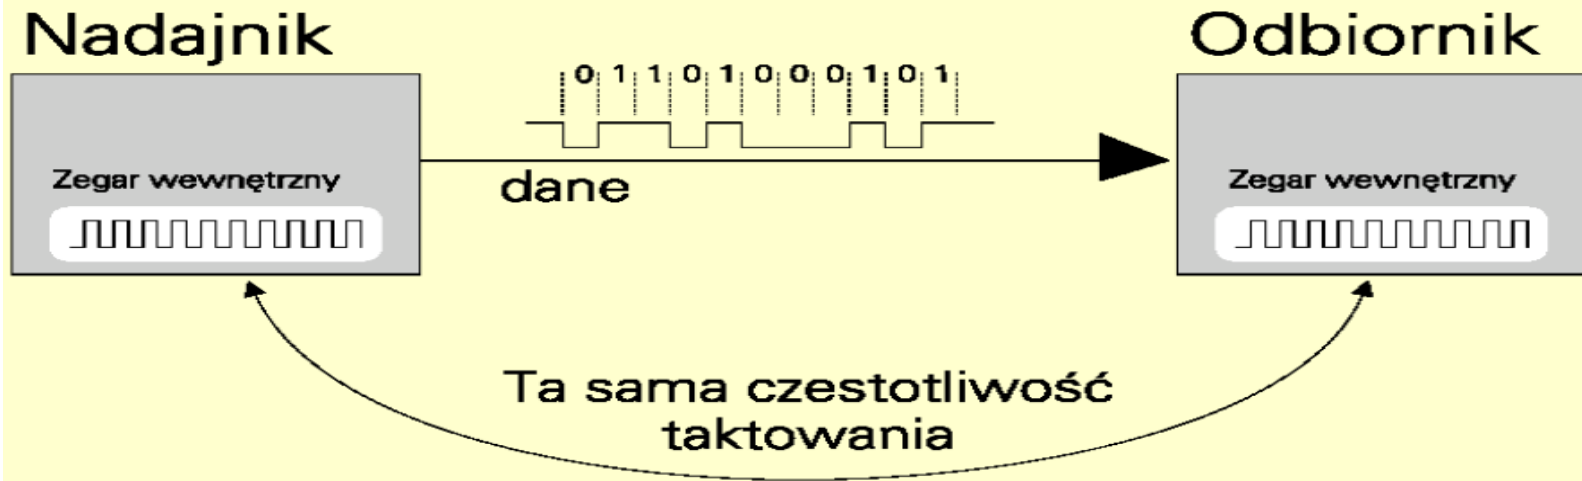 Nadajnik
Odbiornik
0 1 1 0 1 0 0 0 1 0 1
Zegar wewnętrzny
dane
Zegar wewnętrzny
Ta sama czestotliwość
taktowania